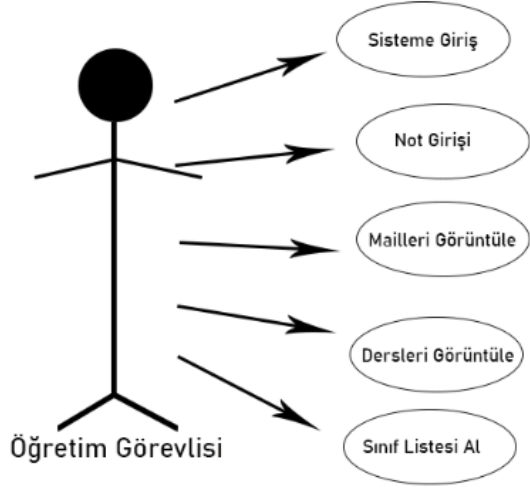 Sisteme Giriş
Not Girişi
Mailleri Görüntüle
Dersleri Görüntüle
Sınıf Listesi Al
Öğretim Görevlisi